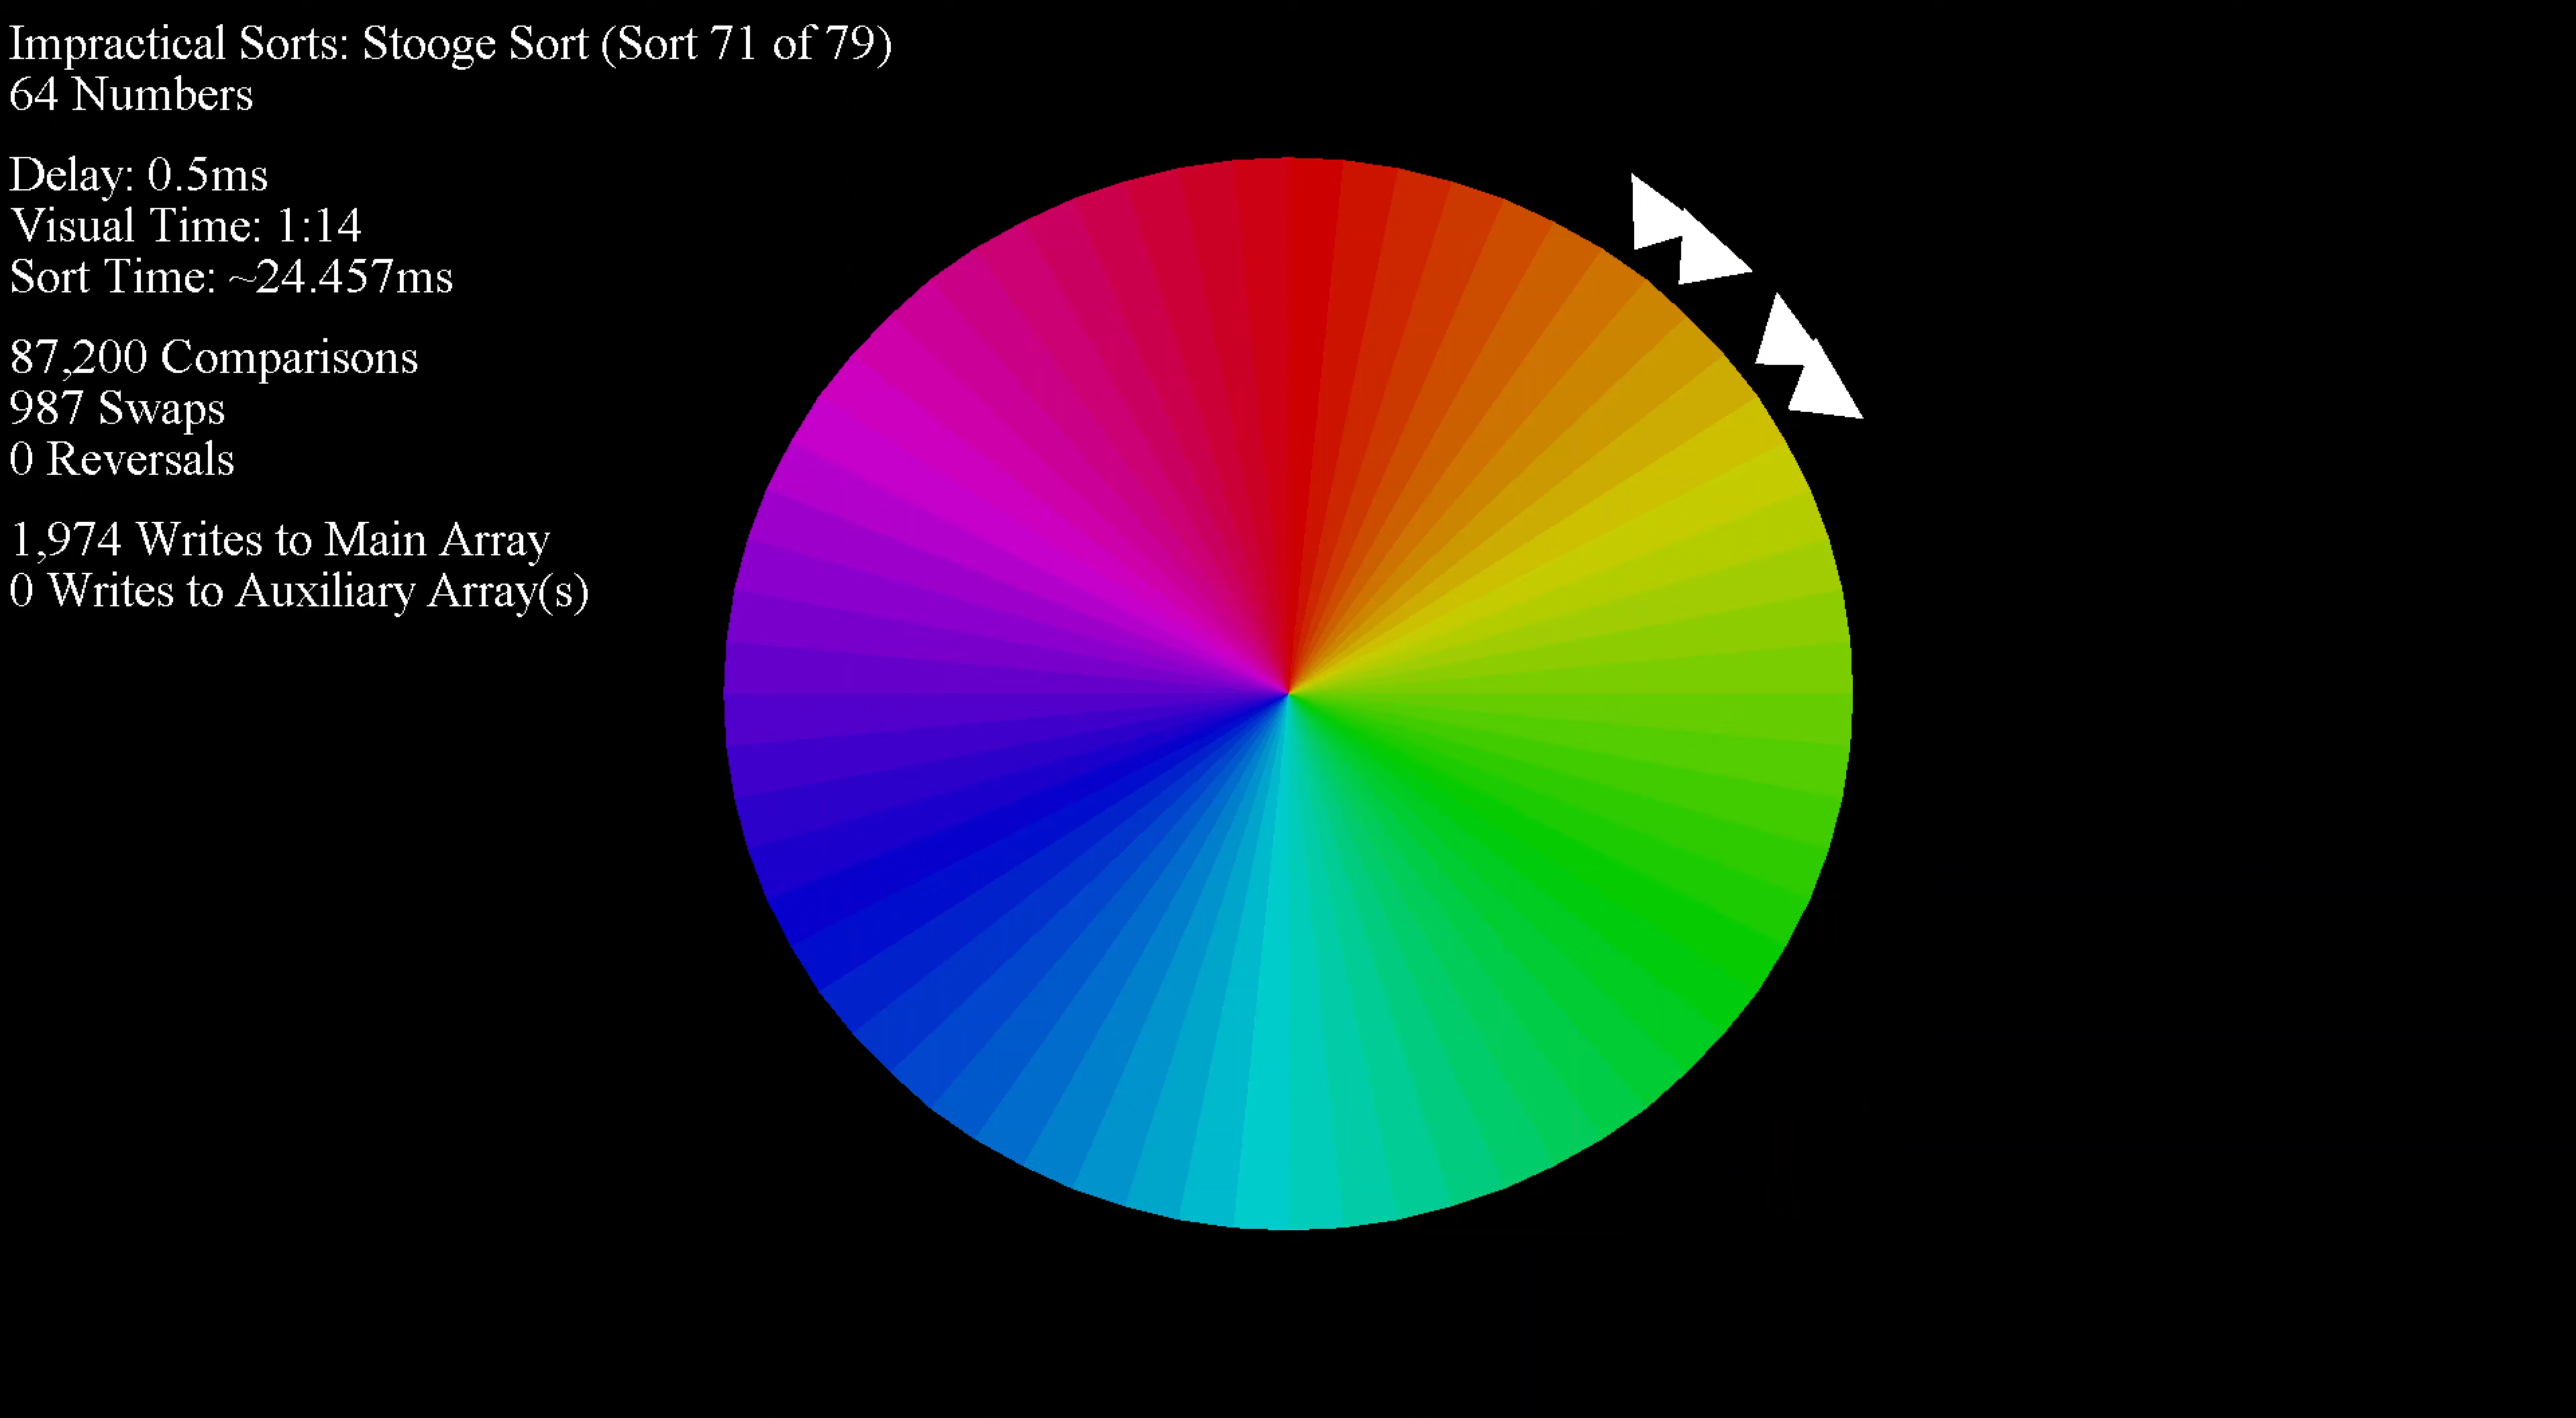 Impractical Sorts: Stooge Sort (Sort 71 of 79)
64 Numbers
Delay: 0.5ms
Visual Time: 1:14
Sort Time: ~24.457ms
87,200 Comparisons
987 Swaps
0 Reversals
1,974 Writes to Main Array
0 Writes to Auxiliary Array(s)